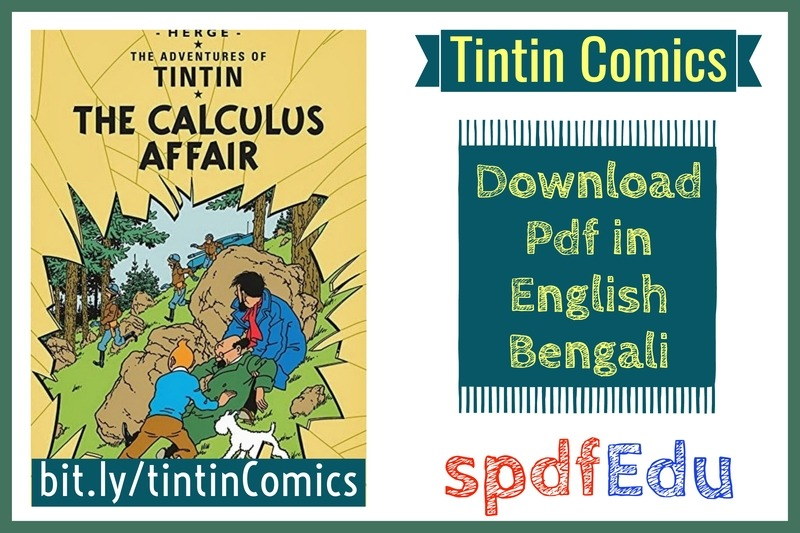 - HERGÉ -
THE ADVENTURES OF
TINTIN
THE CALCULUS
AFFAIR
bit.ly/tintinComics
Tintin Comics
Download
Pdf in
English
Bengali
spdfEdu